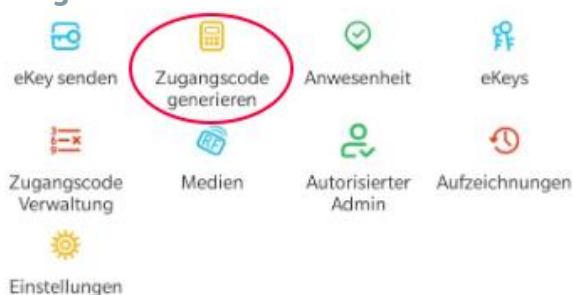 eKey senden
Zugangscode
generieren
Anwesenheit
eKeys
Zugangscode
Verwaltung
Medien
Autorisierter
Admin
Aufzeichnungen
Einstellungen